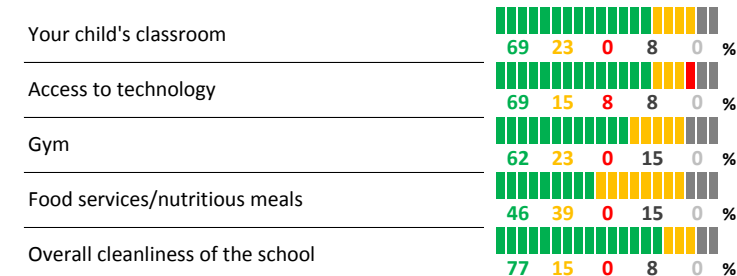 Your child's classroom
69 23 0 8 0 %
Access to technology
69 15 8 8 0 %
Gym
62 23 0 15 0 %
Food services/nutritious meals
46 39 0 15 0 %
Overall cleanliness of the school
77 15 0 8 0 %